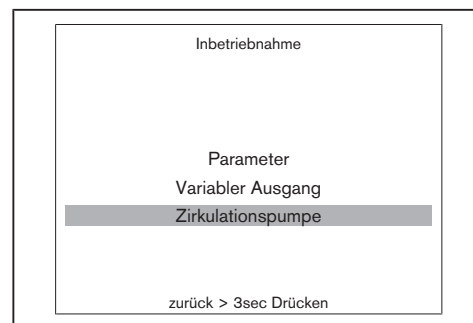 Inbetriebnahme
Parameter
Variabler Ausgang
Zirkulationspumpe
zurück > 3sec Drücken